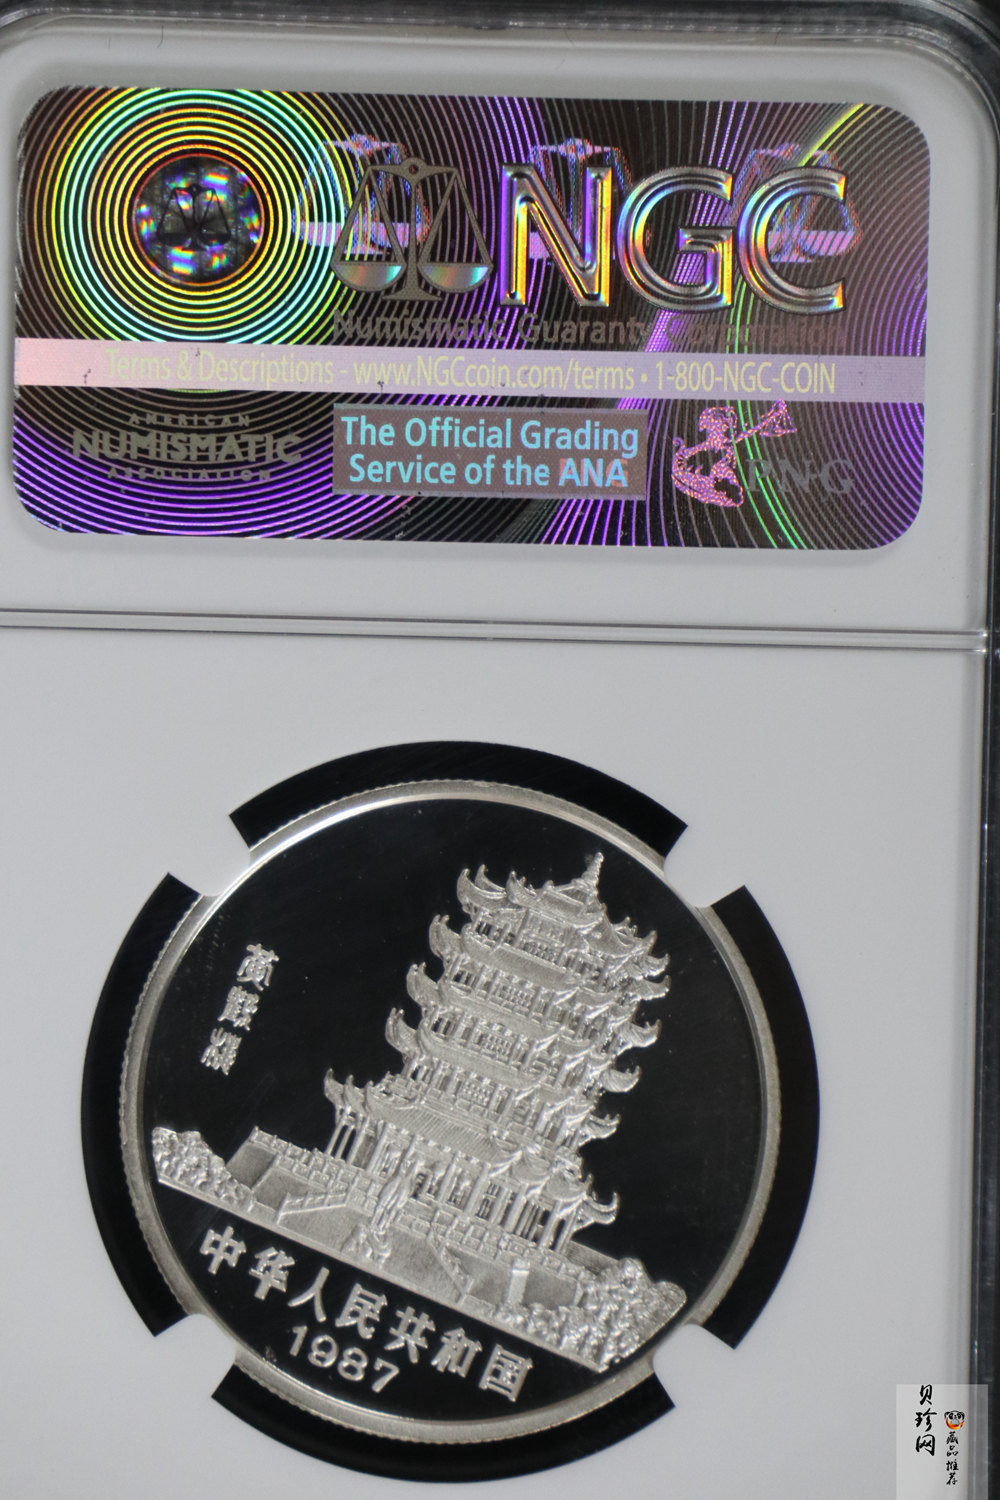 NGC
Numismatic Guaranty Corporation
Terms & Descriptions - www.NGCcoin.com/terms • 1-800-NGC-COIN
AMERICAN
NUMISMATIC
ASSOCIATION
The Official Grading
Service of the ANA
PNG
黄鹤楼
中华人民共和国
1987
贝珍网
藏品推荐